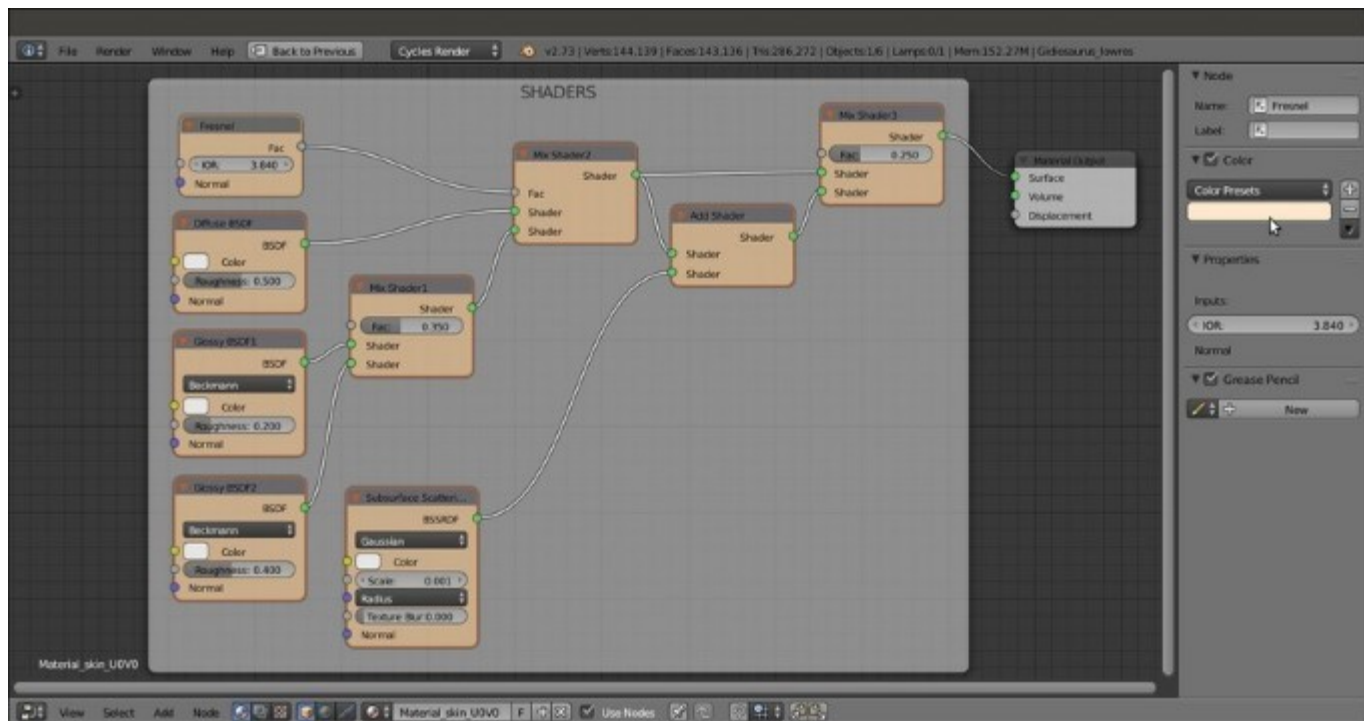 File Render Window Help Back to Previous Cycles Render v2.73 | Verts:144,139 | Faces:143,136 | Tris:286,272 | Objects:1/6 | Lamps:0/1 | Mem:152.27M | Gidiosaurus_lowres
SHADERS
Fresnel
Fac
IOR: 3.840
Normal
Diffuse BSDF
BSDF
Color
Roughness: 0.500
Normal
Glossy BSDF1
BSDF
Beckmann
Color
Roughness: 0.200
Normal
Glossy BSDF2
BSDF
Beckmann
Color
Roughness: 0.400
Normal
Mix Shader1
Shader
Fac: 0.350
Shader
Shader
Subsurface Scatteri...
BSSRDF
Gaussian
Color
Scale: 0.001
Radius
Texture Blur:0.000
Normal
Mix Shader2
Shader
Fac
Shader
Shader
Add Shader
Shader
Shader
Shader
Mix Shader3
Shader
Fac: 0.250
Shader
Shader
Material Output
Surface
Volume
Displacement
Node
Name: Fresnel
Label:
Color
Color Presets
Properties
Inputs:
IOR: 3.840
Normal
Grease Pencil
New
Material_skin_U0V0
View Select Add Node Material_skin_U0V0 F Use Nodes